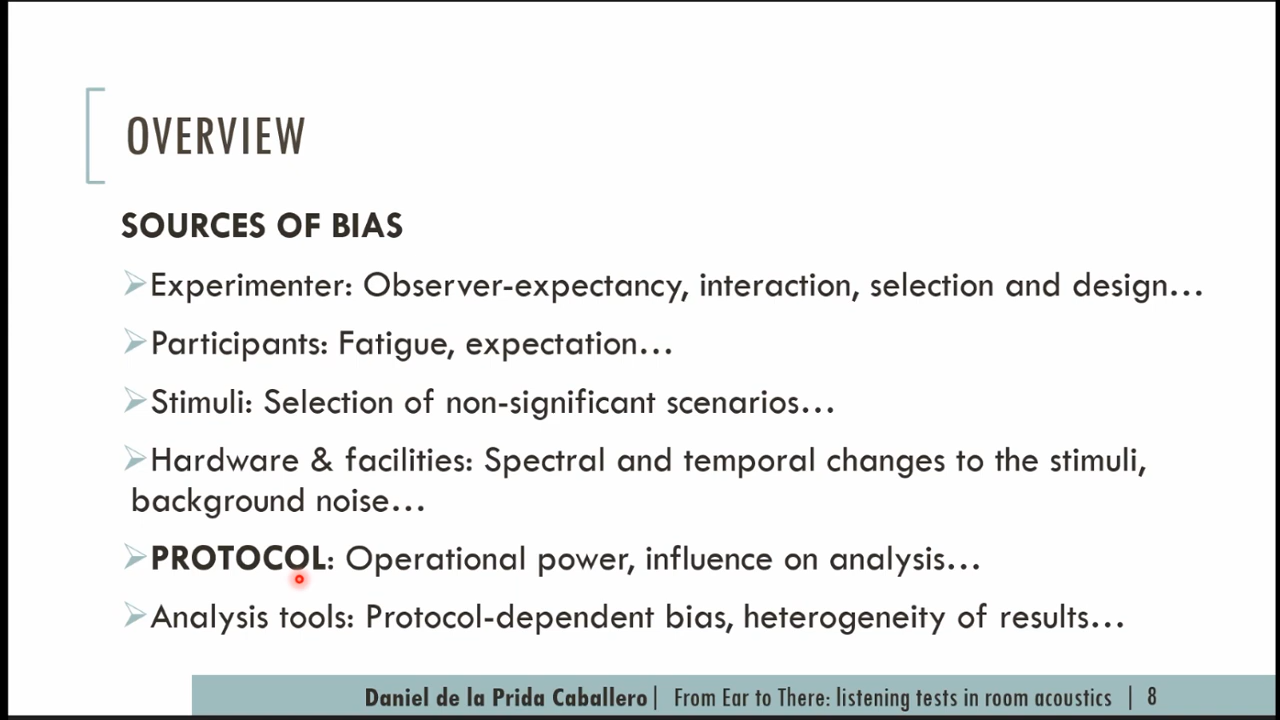 OVERVIEW
SOURCES OF BIAS
Experimenter: Observer-expectancy, interaction, selection and design…
Participants: Fatigue, expectation…
Stimuli: Selection of non-significant scenarios…
Hardware & facilities: Spectral and temporal changes to the stimuli,
background noise…
PROTOCOL: Operational power, influence on analysis…
Analysis tools: Protocol-dependent bias, heterogeneity of results…
Daniel de la Prida Caballero | From Ear to There: listening tests in room acoustics | 8